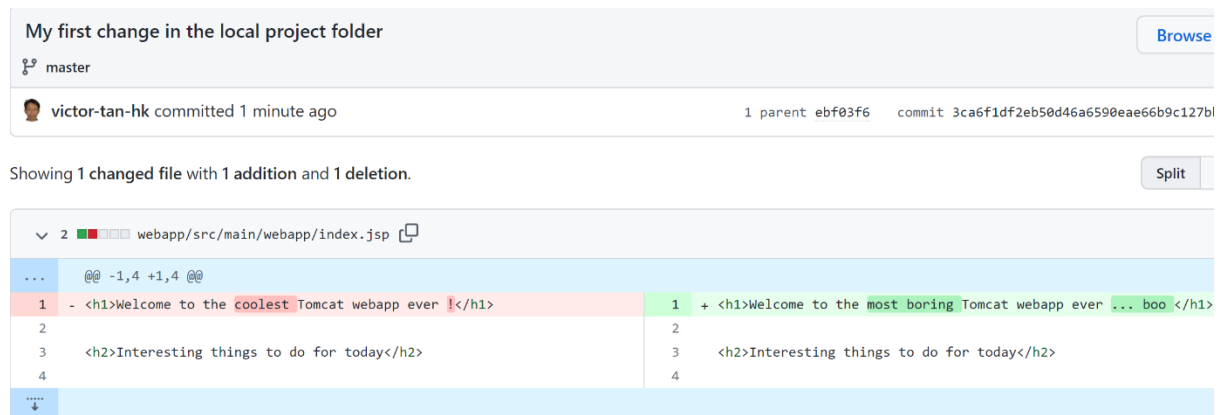 My first change in the local project folder
Browse
master
victor-tan-hk committed 1 minute ago
1 parent ebf03f6 commit 3ca6f1df2eb50d46a6590eae66b9c127b
Showing 1 changed file with 1 addition and 1 deletion.
Split
2 webapp/src/main/webapp/index.jsp
... @@ -1,4 +1,4 @@
1 - <h1>Welcome to the coolest Tomcat webapp ever !</h1> 1 + <h1>Welcome to the most boring Tomcat webapp ever ... boo </h1>
2 2
3 <h2>Interesting things to do for today</h2> 3 <h2>Interesting things to do for today</h2>
4 4